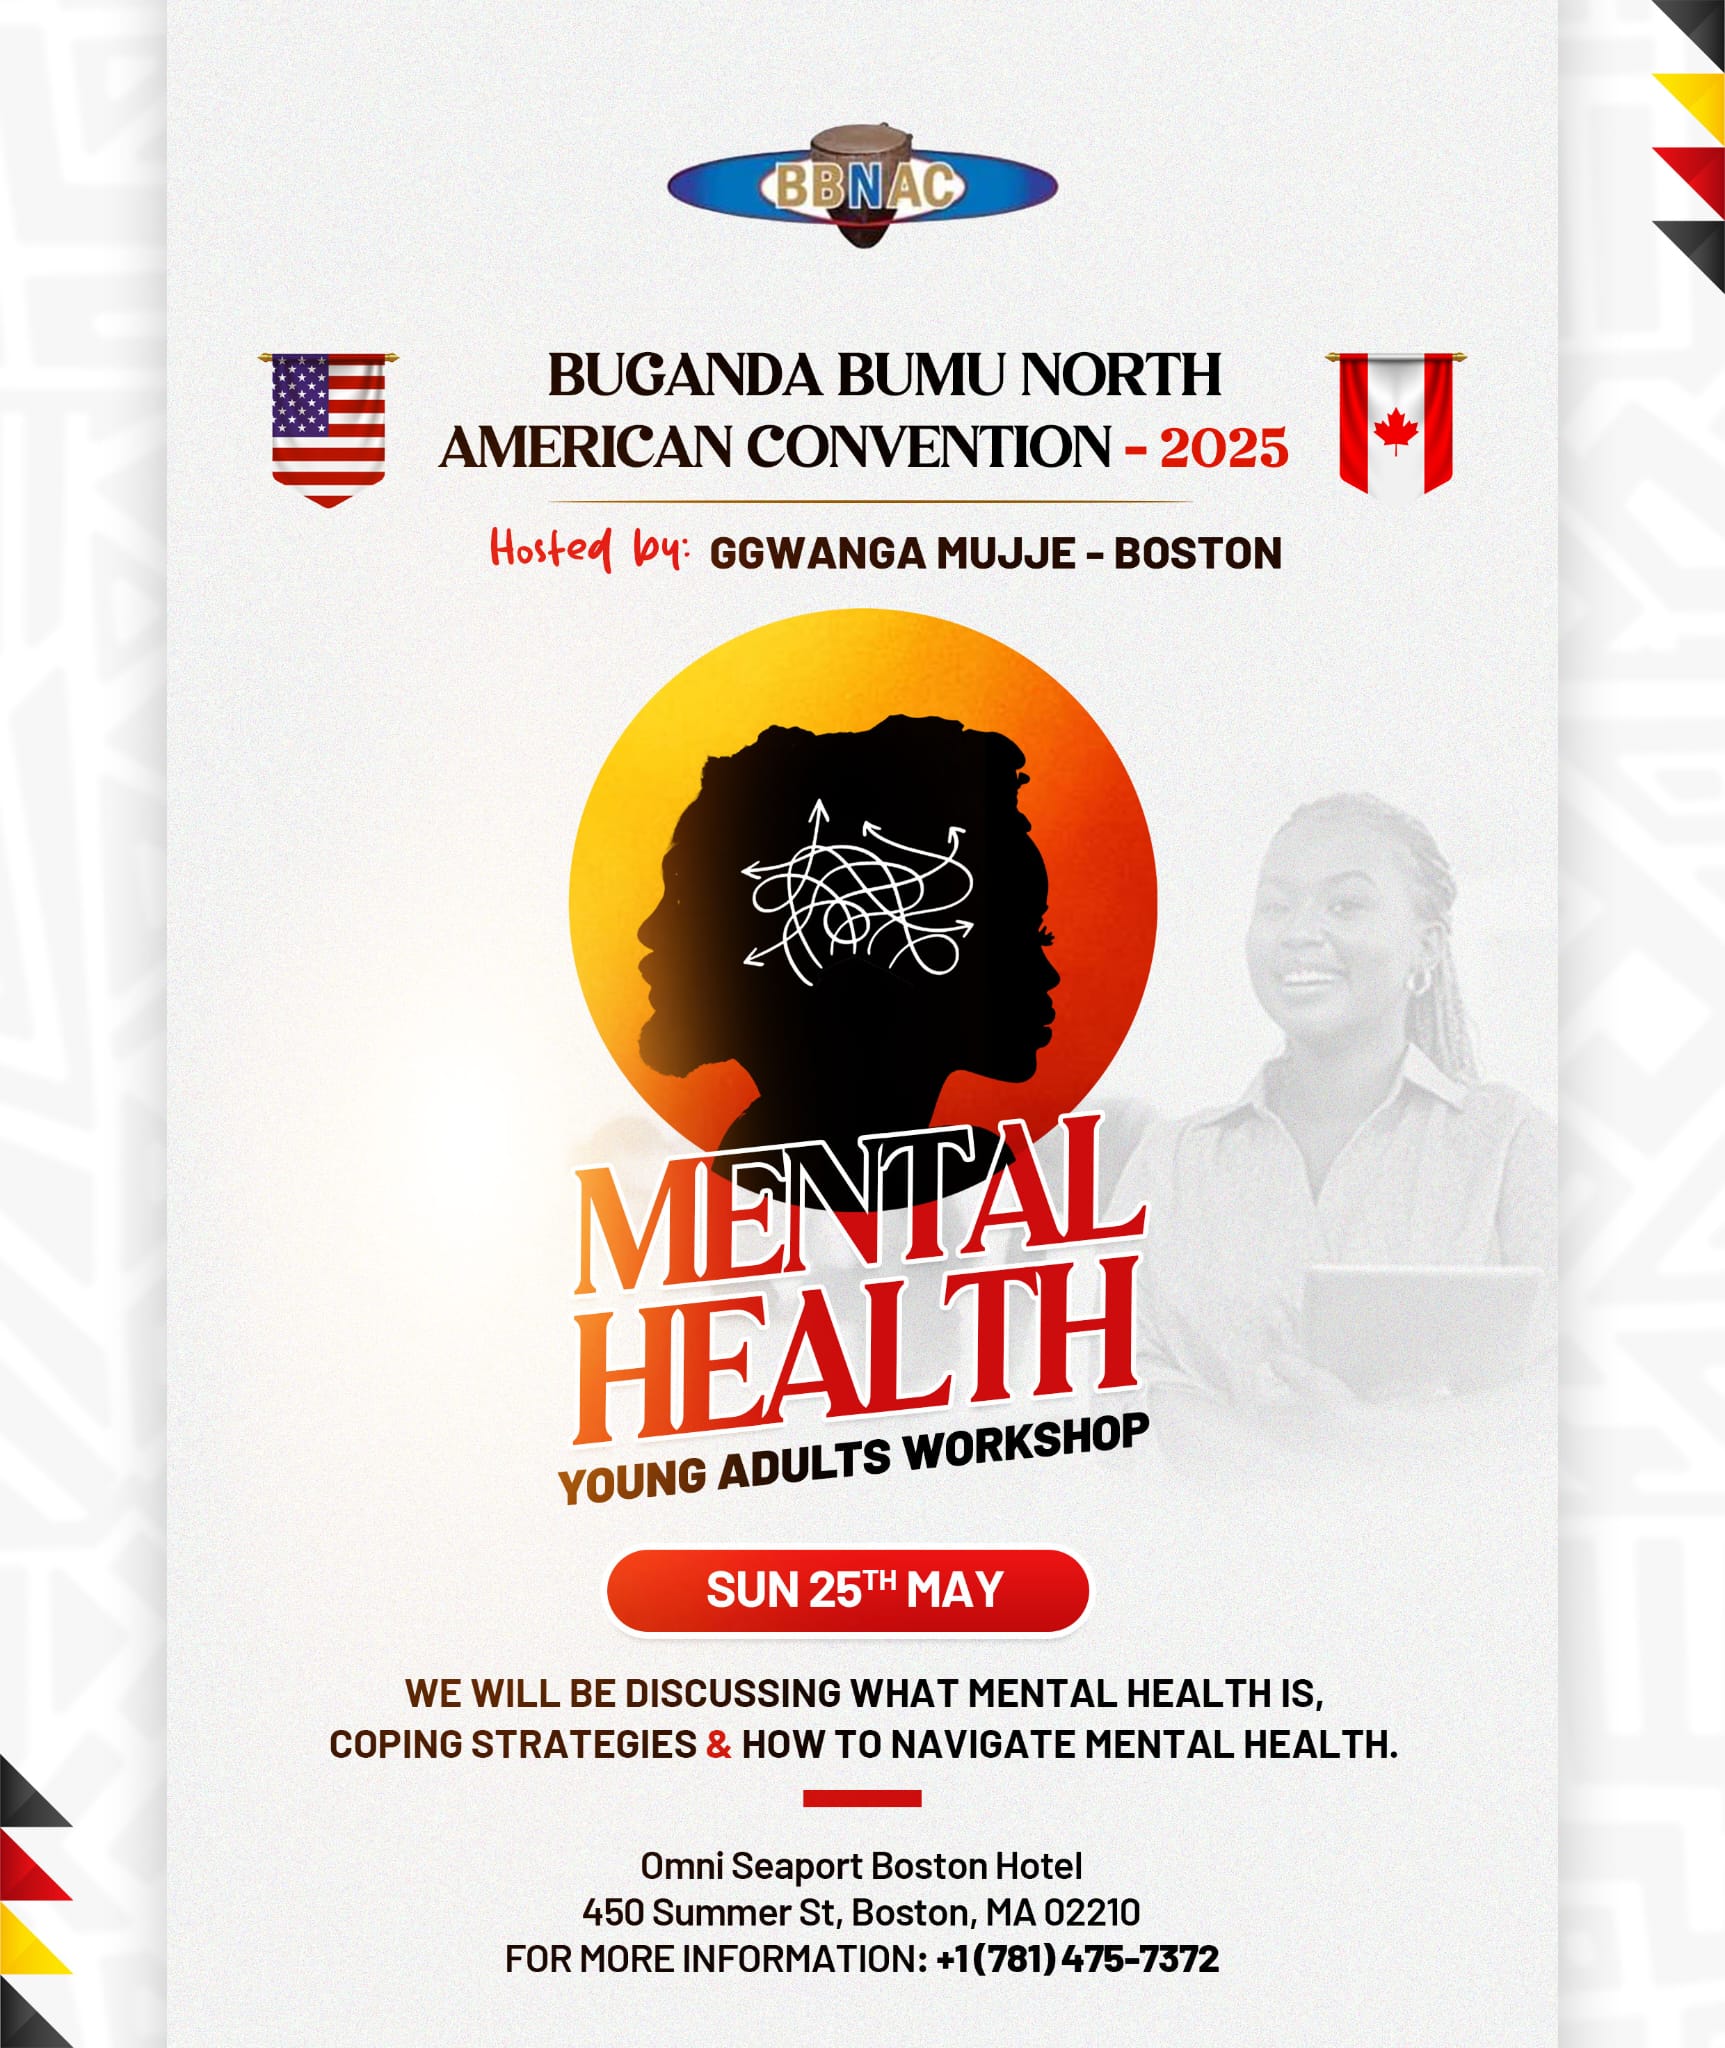 BBNAC
BUGANDA BUMU NORTH
AMERICAN CONVENTION - 2025
Hosted by: GGWANGA MUJJE - BOSTON
MENTAL
HEALTH
YOUNG ADULTS WORKSHOP
SUN 25TH MAY
WE WILL BE DISCUSSING WHAT MENTAL HEALTH IS,
COPING STRATEGIES & HOW TO NAVIGATE MENTAL HEALTH.
Omni Seaport Boston Hotel
450 Summer St, Boston, MA 02210
FOR MORE INFORMATION: +1 (781) 475-7372